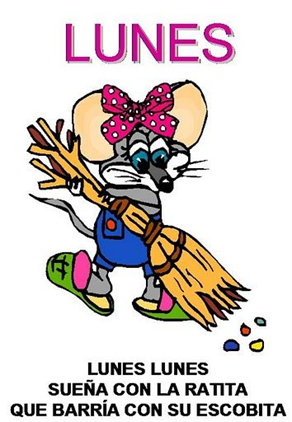 LUNES
LUNES LUNES
SUEÑA CON LA RATITA
QUE BARRÍA CON SU ESCOBITA